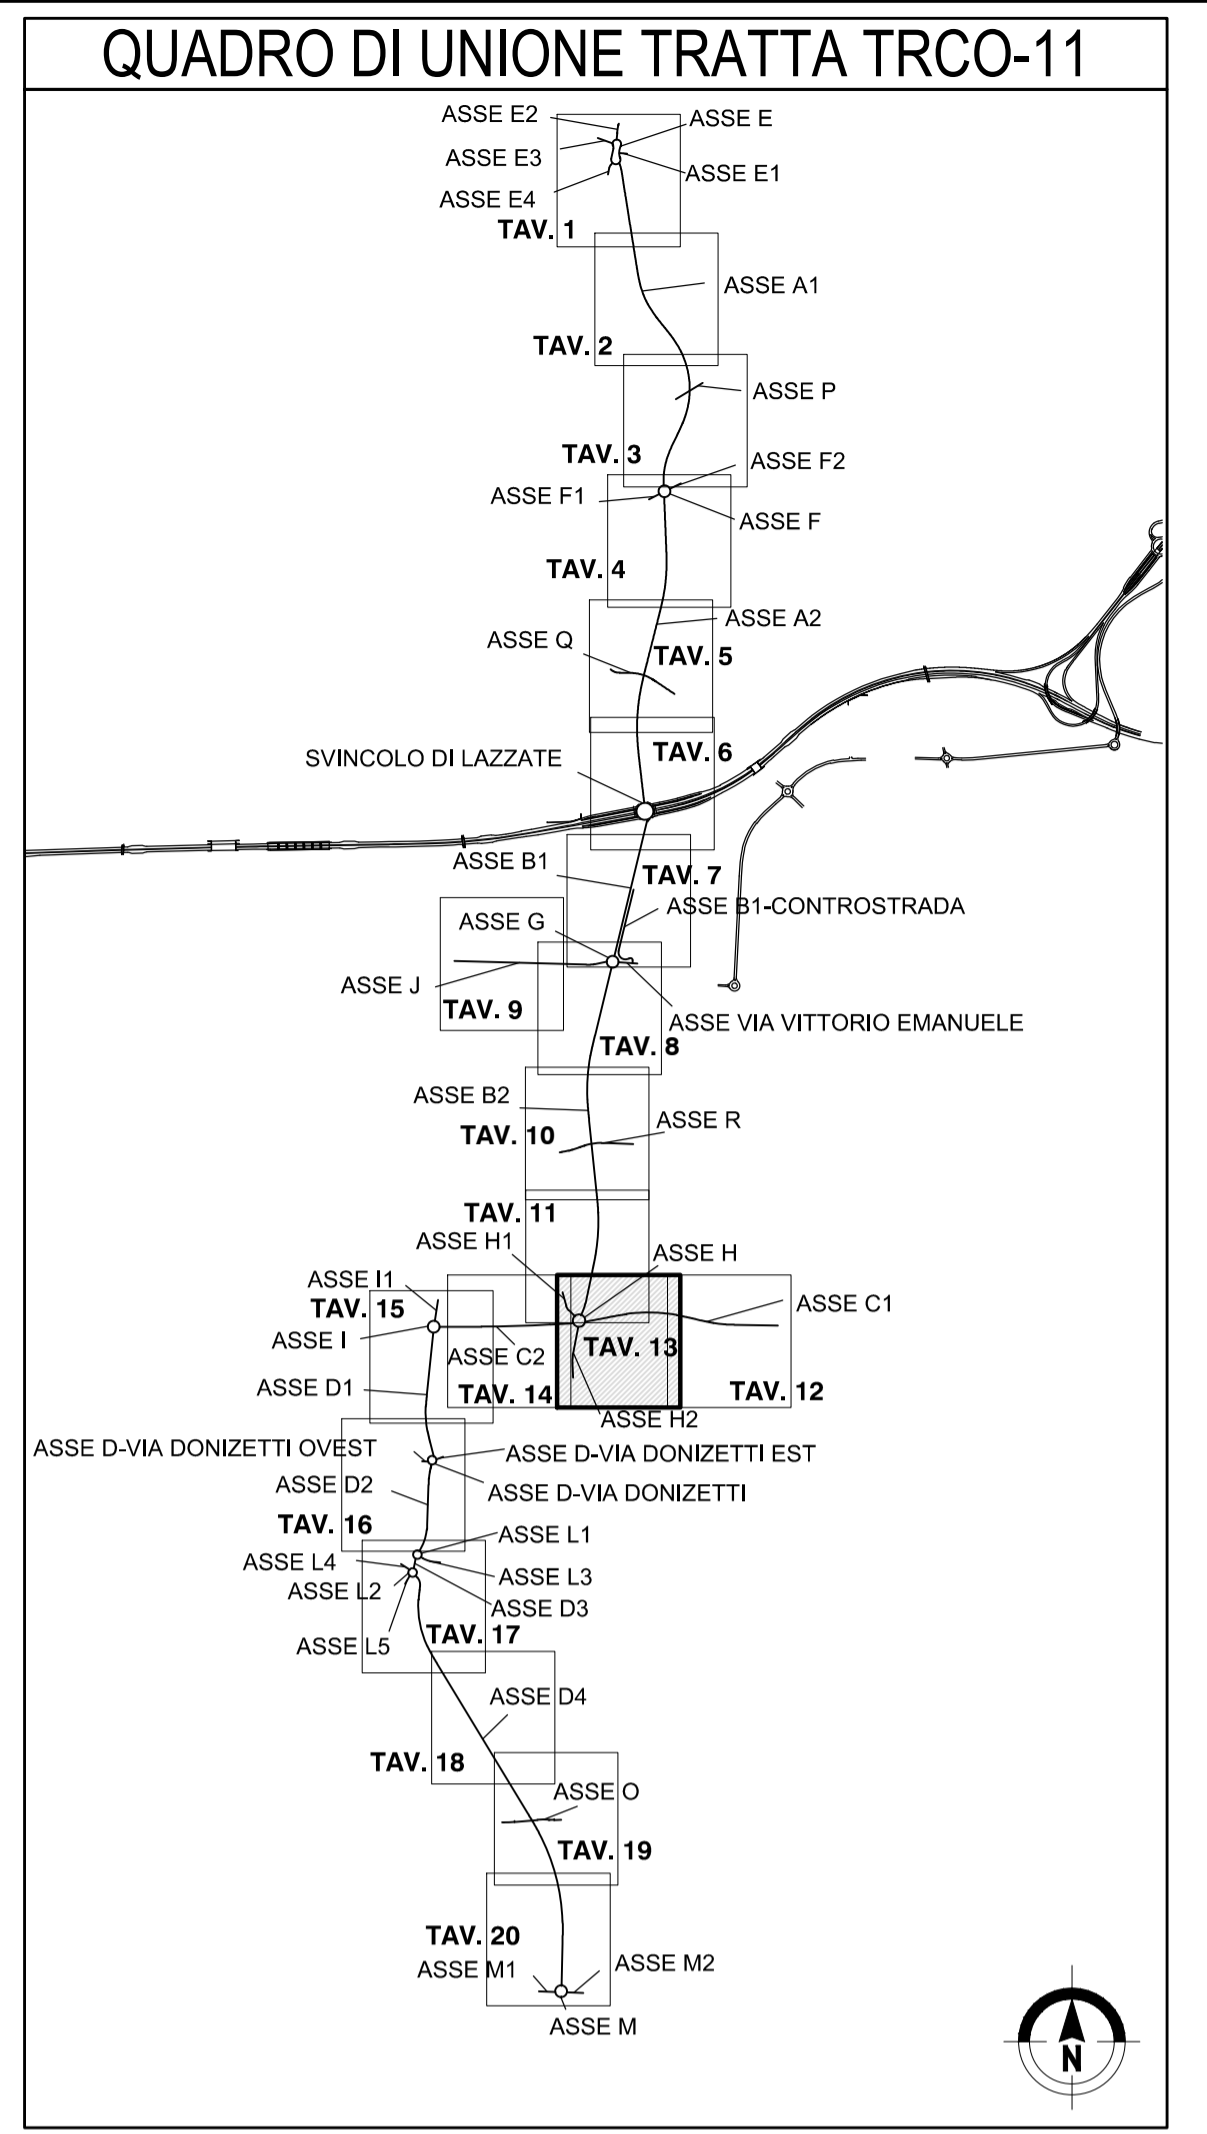 QUADRO DI UNIONE TRATTA TRCO-11
ASSE E2
ASSE E
ASSE E3
ASSE E1
ASSE E4
TAV. 1
ASSE A1
TAV. 2
ASSE P
TAV. 3
ASSE F2
ASSE F1
ASSE F
TAV. 4
ASSE A2
ASSE Q
TAV. 5
SVINCOLO DI LAZZATE
TAV. 6
ASSE B1
TAV. 7
ASSE B1-CONTROSTRADA
ASSE G
ASSE J
TAV. 9
ASSE VIA VITTORIO EMANUELE
TAV. 8
ASSE B2
ASSE R
TAV. 10
TAV. 11
ASSE H1
ASSE H
ASSE I1
TAV. 15
ASSE C1
ASSE I
TAV. 13
ASSE C2
ASSE D1
TAV. 14
TAV. 12
ASSE H2
ASSE D-VIA DONIZETTI OVEST
ASSE D-VIA DONIZETTI EST
ASSE D2
ASSE D-VIA DONIZETTI
TAV. 16
ASSE L1
ASSE L4
ASSE L3
ASSE L2
ASSE D3
TAV. 17
ASSE L5
ASSE D4
TAV. 18
ASSE O
TAV. 19
TAV. 20
ASSE M1
ASSE M2
ASSE M
N